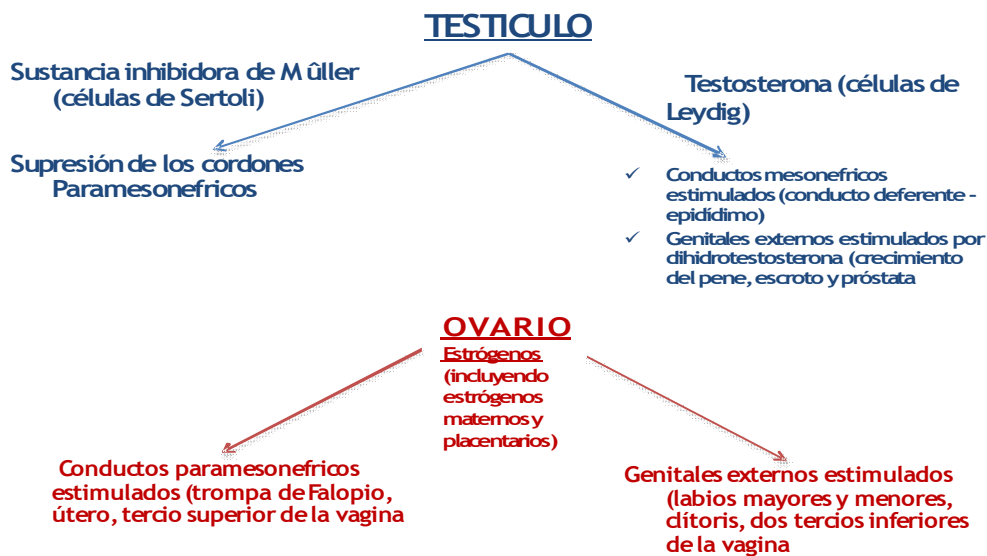 TESTICULO
Sustancia inhibidora de M ûller
(células de Sertoli)
Testosterona (células de
Leydig)
Supresión de los cordones
Paramesonefricos
✓ Conductos mesonefricos
estimulados (conducto deferente -
epidídimo)
✓ Genitales externos estimulados por
dihidrotestosterona (crecimiento
del pene, escroto y próstata
OVARIO
Estrógenos
(incluyendo
estrógenos
maternos y
placentarios)
Conductos paramesonefricos
estimulados (trompa de Falopio,
útero, tercio superior de la vagina
Genitales externos estimulados
(labios mayores y menores,
clítoris, dos tercios inferiores
de la vagina